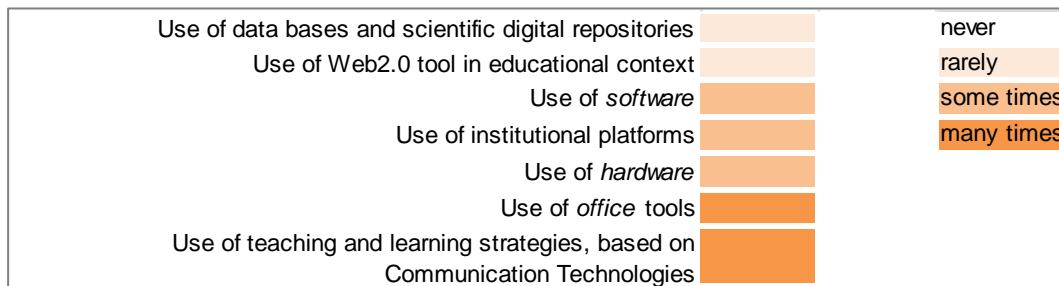 Use of data bases and scientific digital repositories
never
Use of Web2.0 tool in educational context
rarely
Use of software
some times
Use of institutional platforms
many times
Use of hardware
Use of office tools
Use of teaching and learning strategies, based on
Communication Technologies